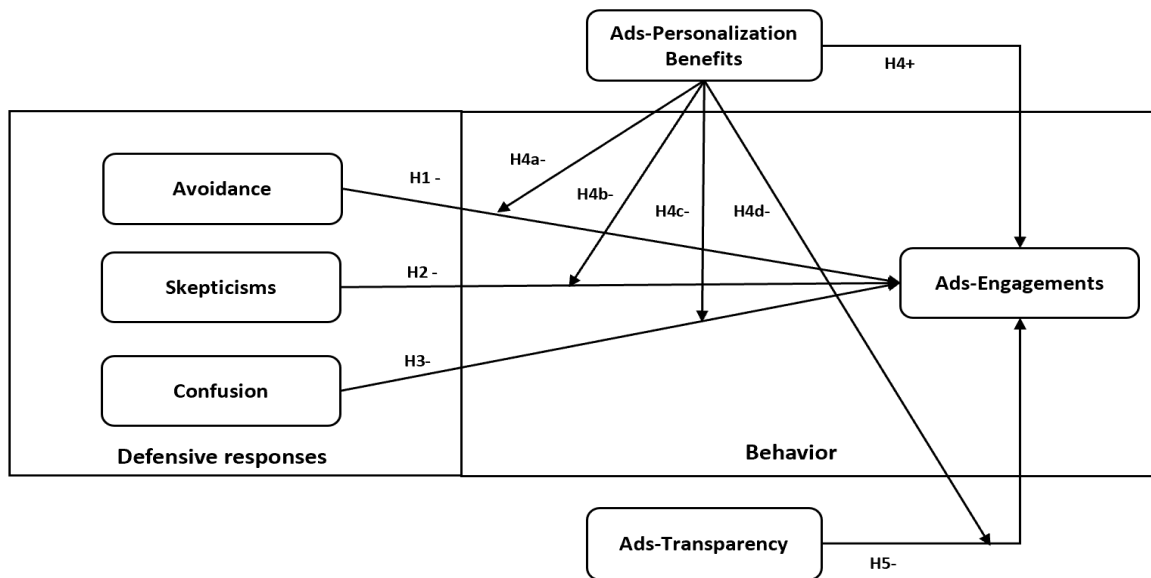 Ads-Personalization
Benefits
H4+
H4a-
Avoidance
H1 -
H4b-
H4c-
H4d-
Skepticisms
H2 -
Ads-Engagements
H3-
Confusion
Defensive responses
Behavior
Ads-Transparency
H5-